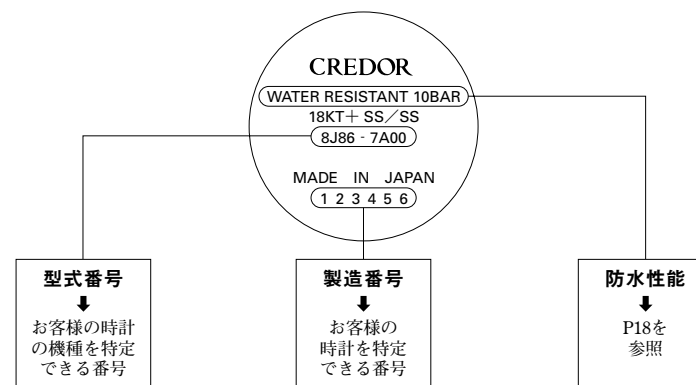 CREDOR
WATER RESISTANT 10BAR
18KT＋ SS／SS
8J86 - 7A00
MADE IN JAPAN
1 2 3 4 5 6
型式番号
⬇
お客様の時計
の機種を特定
できる番号
製造番号
⬇
お客様の
時計を特定
できる番号
防水性能
⬇
P18を
参照